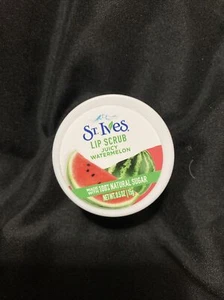 St. Ives.
LIP SCRUB
JUICY
WATERMELON
100% NATURAL SUGAR
NET WT. 0.5 OZ